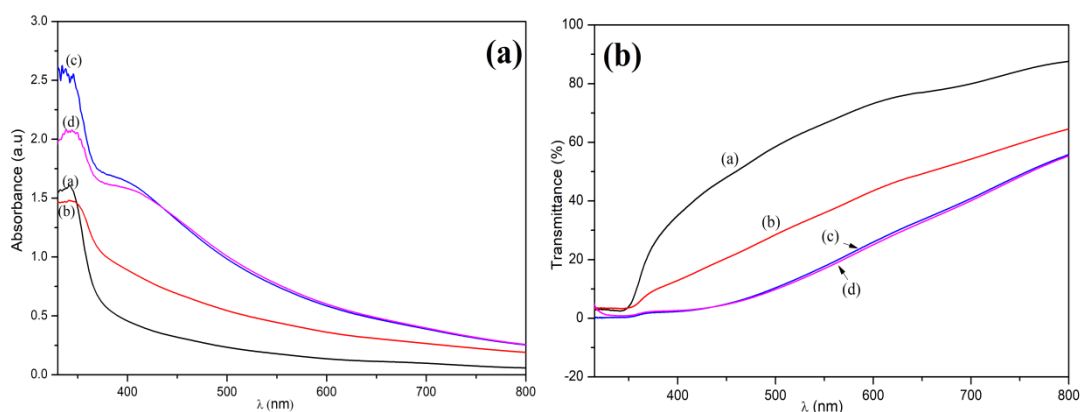 (a)
3.0
2.5
2.0
1.5
1.0
0.5
0.0
Absorbance (a.u)
(c)
(d)
(a)
(b)
400 500 600 700 800
λ (nm)
(b)
100
80
60
40
20
0
-20
Transmittance (%)
(a)
(b)
(c)
(d)
400 500 600 700 800
λ (nm)